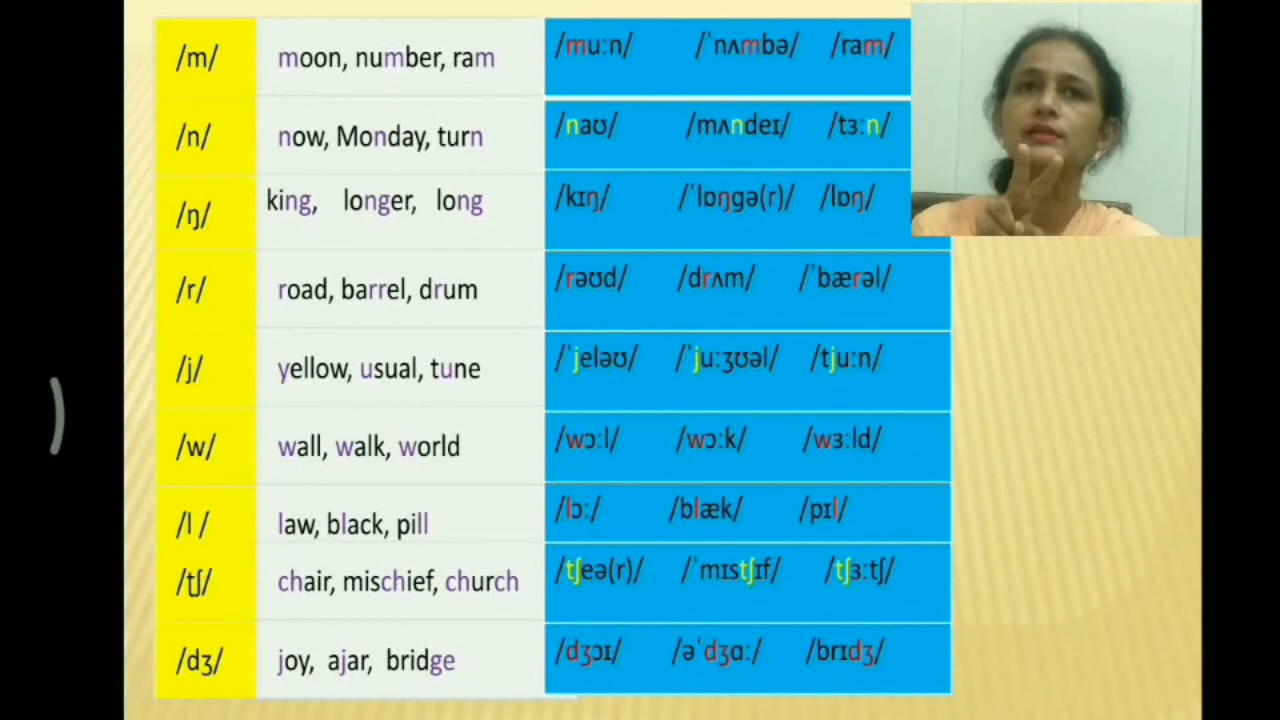 /m/ moon, number, ram /muːn/ /ˈnʌmbə/ /ram/
/n/ now, Monday, turn /naʊ/ /mʌndeɪ/ /tɜːn/
/ŋ/ king, longer, long /kɪŋ/ /ˈlɒŋgə(r)/ /lɒŋ/
/r/ road, barrel, drum /rəʊd/ /drʌm/ /ˈbærəl/
/j/ yellow, usual, tune /ˈjeləʊ/ /ˈjuːʒʊəl/ /tjuːn/
/w/ wall, walk, world /wɔːl/ /wɔːk/ /wɜːld/
/l / law, black, pill /lɔː/ /blæk/ /pɪl/
/tʃ/ chair, mischief, church /tʃeə(r)/ /ˈmɪstʃɪf/ /tʃɜːtʃ/
/dʒ/ joy, ajar, bridge /dʒɔɪ/ /əˈdʒɑː/ /brɪdʒ/